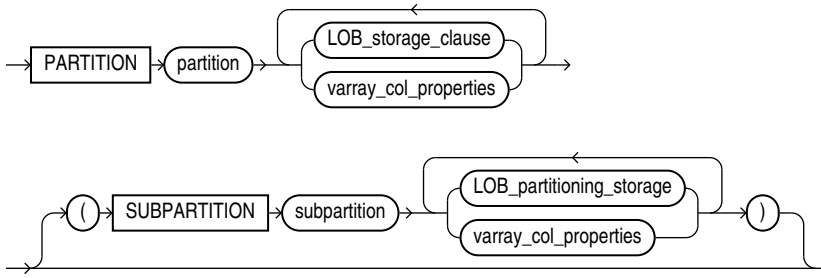 LOB_storage_clause
PARTITION partition
varray_col_properties
LOB_partitioning_storage
( SUBPARTITION subpartition )
varray_col_properties